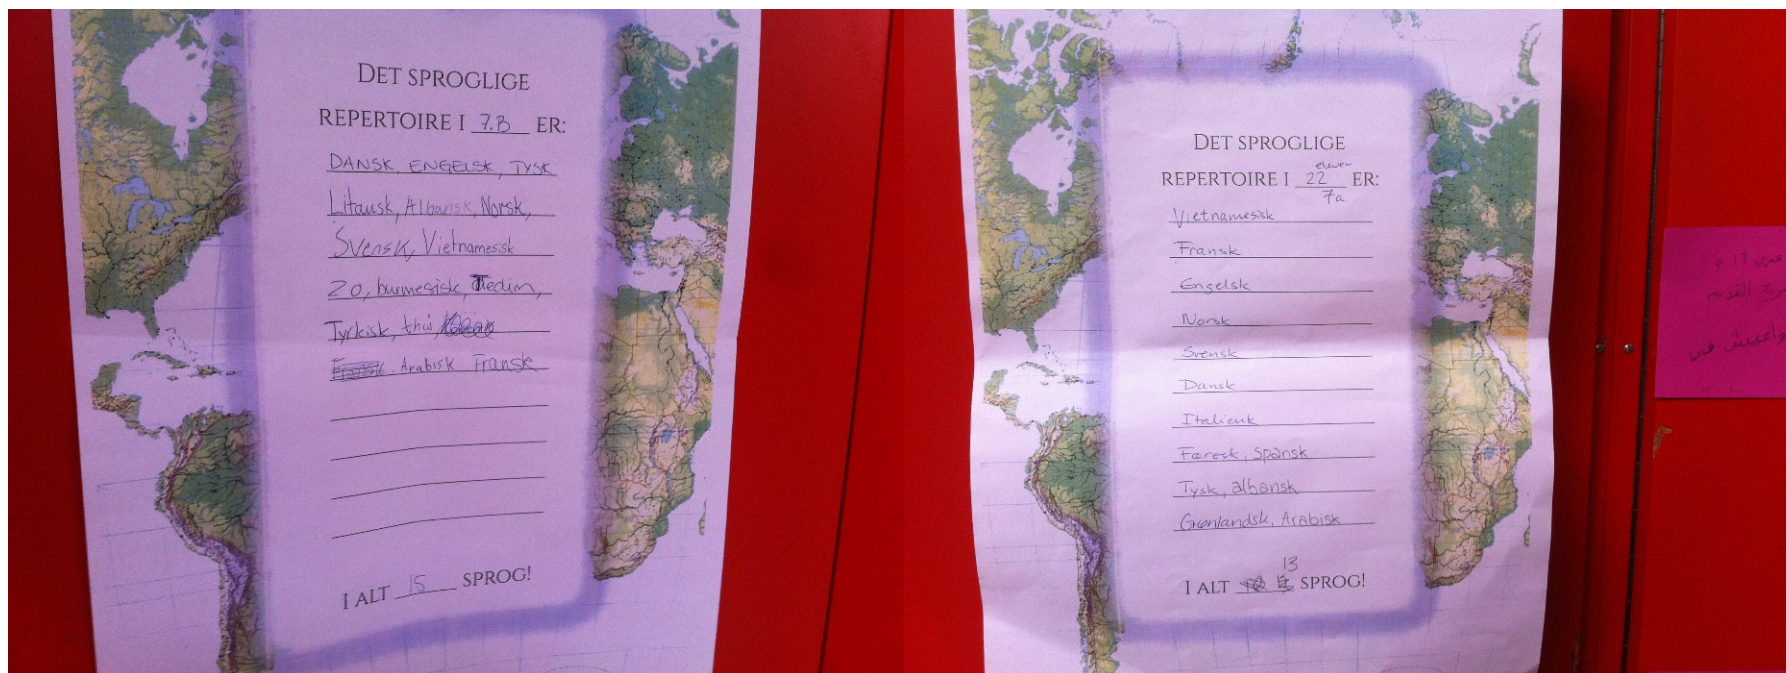 DET SPROGLIGE
REPERTOIRE I 7.B ER:
DANSK, ENGELSK, TYSK
Litausk, Albansk, Norsk,
Svensk, Vietnamesisk
Zo, burmesisk, Tedim,
Tyrkisk, thai,
Arabisk Fransk
I ALT 15 SPROG!
DET SPROGLIGE
elever
REPERTOIRE I 22 ER:
7a
Vietnamesisk
Fransk
Engelsk
Norsk
Svensk
Dansk
Italiensk
Færøsk, Spansk
Tysk, albansk
Grønlandsk, Arabisk
13
I ALT SPROG!
القدم